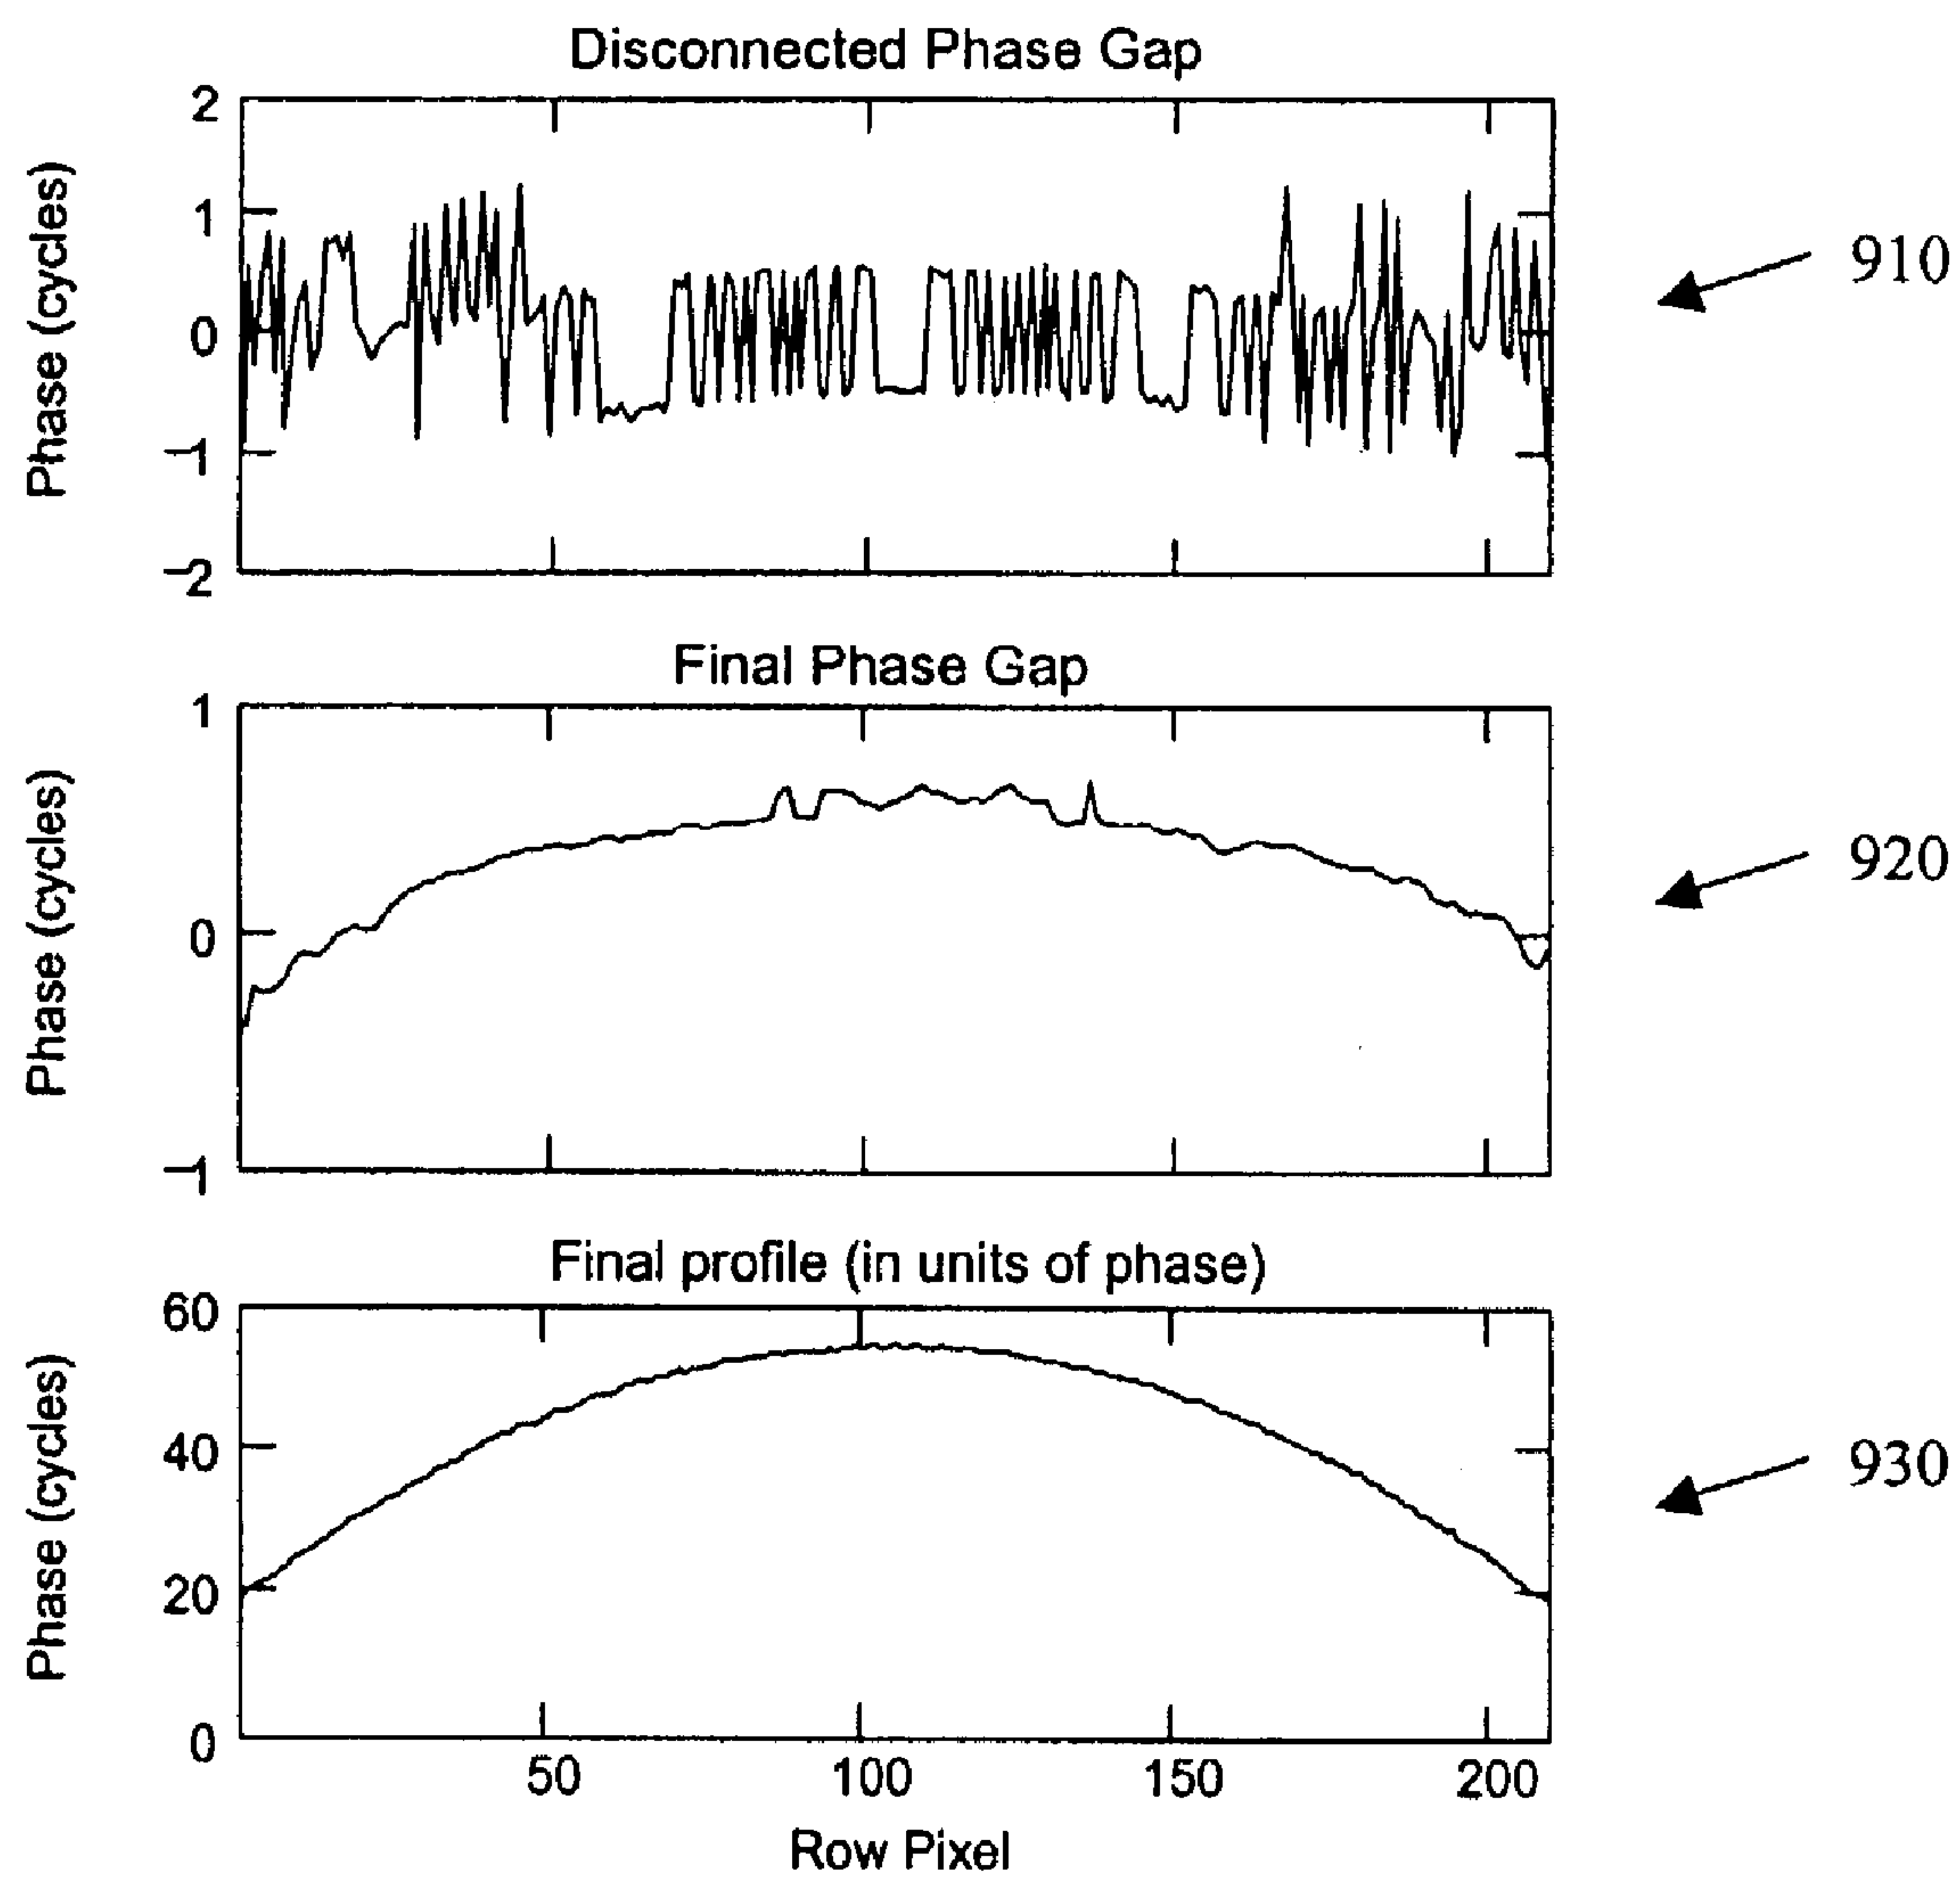 Disconnected Phase Gap
2
1
0
-1
-2
Phase (cycles)
910
Final Phase Gap
1
0
-1
Phase (cycles)
920
Final profile (in units of phase)
60
40
20
0
Phase (cycles)
930
50 100 150 200
Row Pixel